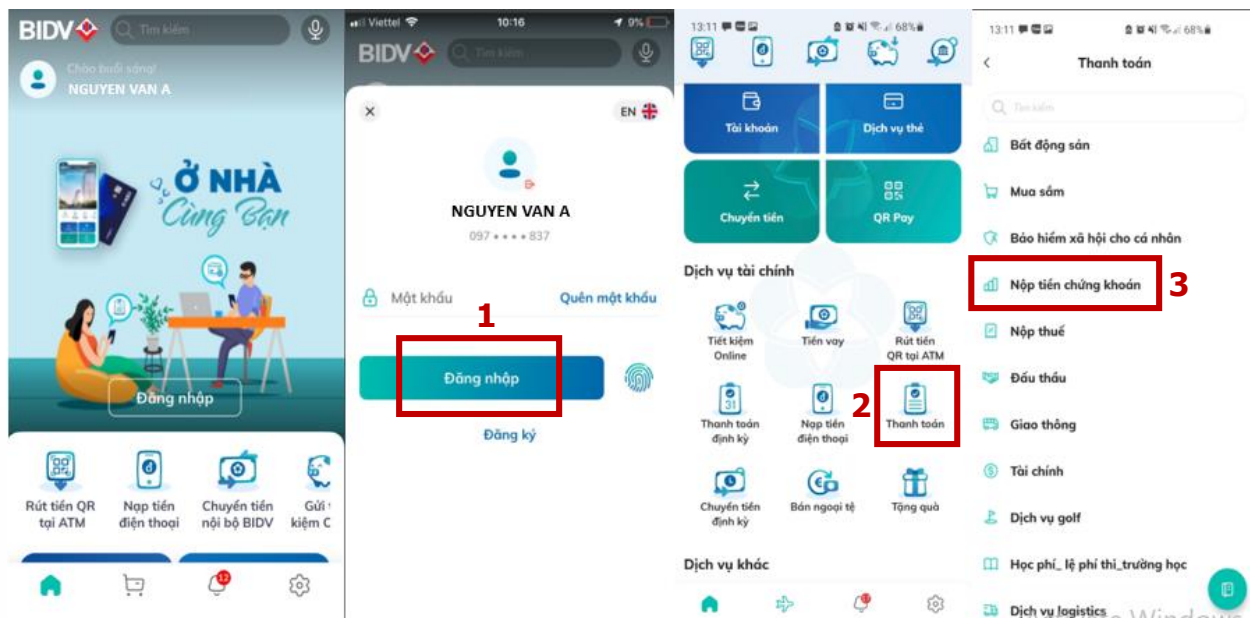 BIDV
Tìm kiếm
Chào buổi sáng!
NGUYEN VAN A
Ở NHÀ
Cùng Bạn
Đăng nhập
Rút tiền QR
tại ATM
Nạp tiền
điện thoại
Chuyển tiền
nội bộ BIDV
Gửi
kiệm
12
Viettel
10:16
9%
BIDV
Tìm kiếm
EN
NGUYEN VAN A
097 •••• 837
Mật khẩu
Quên mật khẩu
1
Đăng nhập
Đăng ký
13:11
68%
Tài khoản
Dịch vụ thẻ
Chuyển tiền
QR Pay
Dịch vụ tài chính
Tiết kiệm
Online
Tiền vay
Rút tiền
QR tại ATM
31
Thanh toán
định kỳ
Nạp tiền
điện thoại
2
Thanh toán
Chuyển tiền
định kỳ
Bán ngoại tệ
Tặng quà
Dịch vụ khác
13:11
68%
Thanh toán
Tìm kiếm
Bất động sản
Mua sắm
Bảo hiểm xã hội cho cá nhân
Nộp tiền chứng khoán
3
Nộp thuế
Đấu thầu
Giao thông
Tài chính
Dịch vụ golf
Học phí_ lệ phí thi_trường học
Dịch vụ logistics
Windows